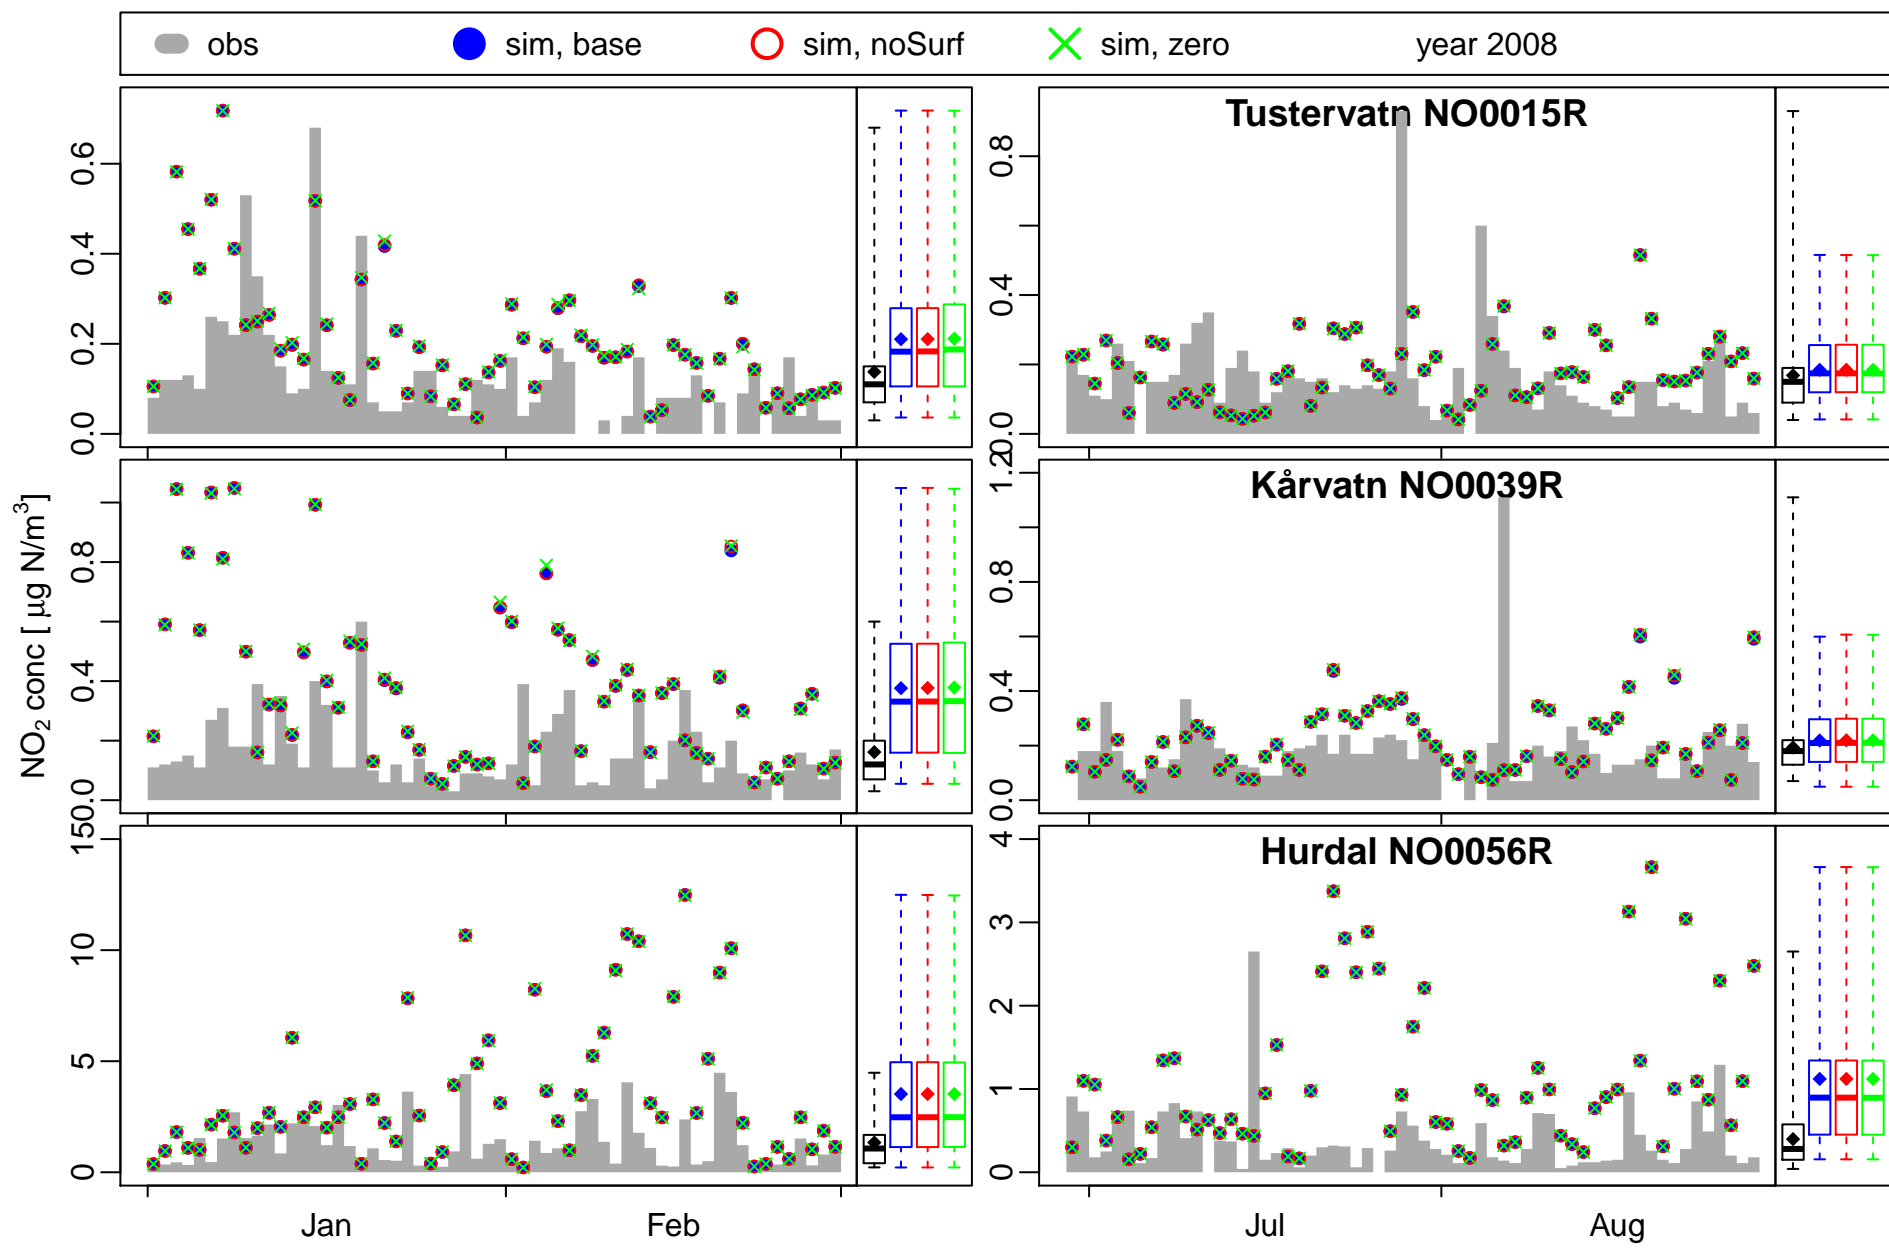 obs sim, base sim, noSurf sim, zero year 2008
Tustervatn NO0015R
0.0 0.2 0.4 0.6
0.0 0.4 0.8
Kårvatn NO0039R
NO₂ conc [ µg N/m³]
0.0 0.4 0.8
0.0 0.4 0.8 1.2
Hurdal NO0056R
0 5 10 15
0 1 2 3 4
Jan Feb Jul Aug